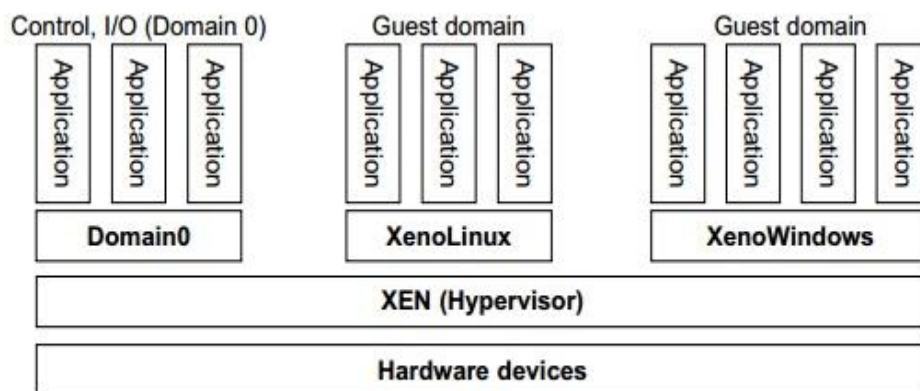 Control, I/O (Domain 0)
Guest domain
Guest domain
Application
Application
Application
Application
Application
Application
Application
Application
Application
Application
Domain0
XenoLinux
XenoWindows
XEN (Hypervisor)
Hardware devices